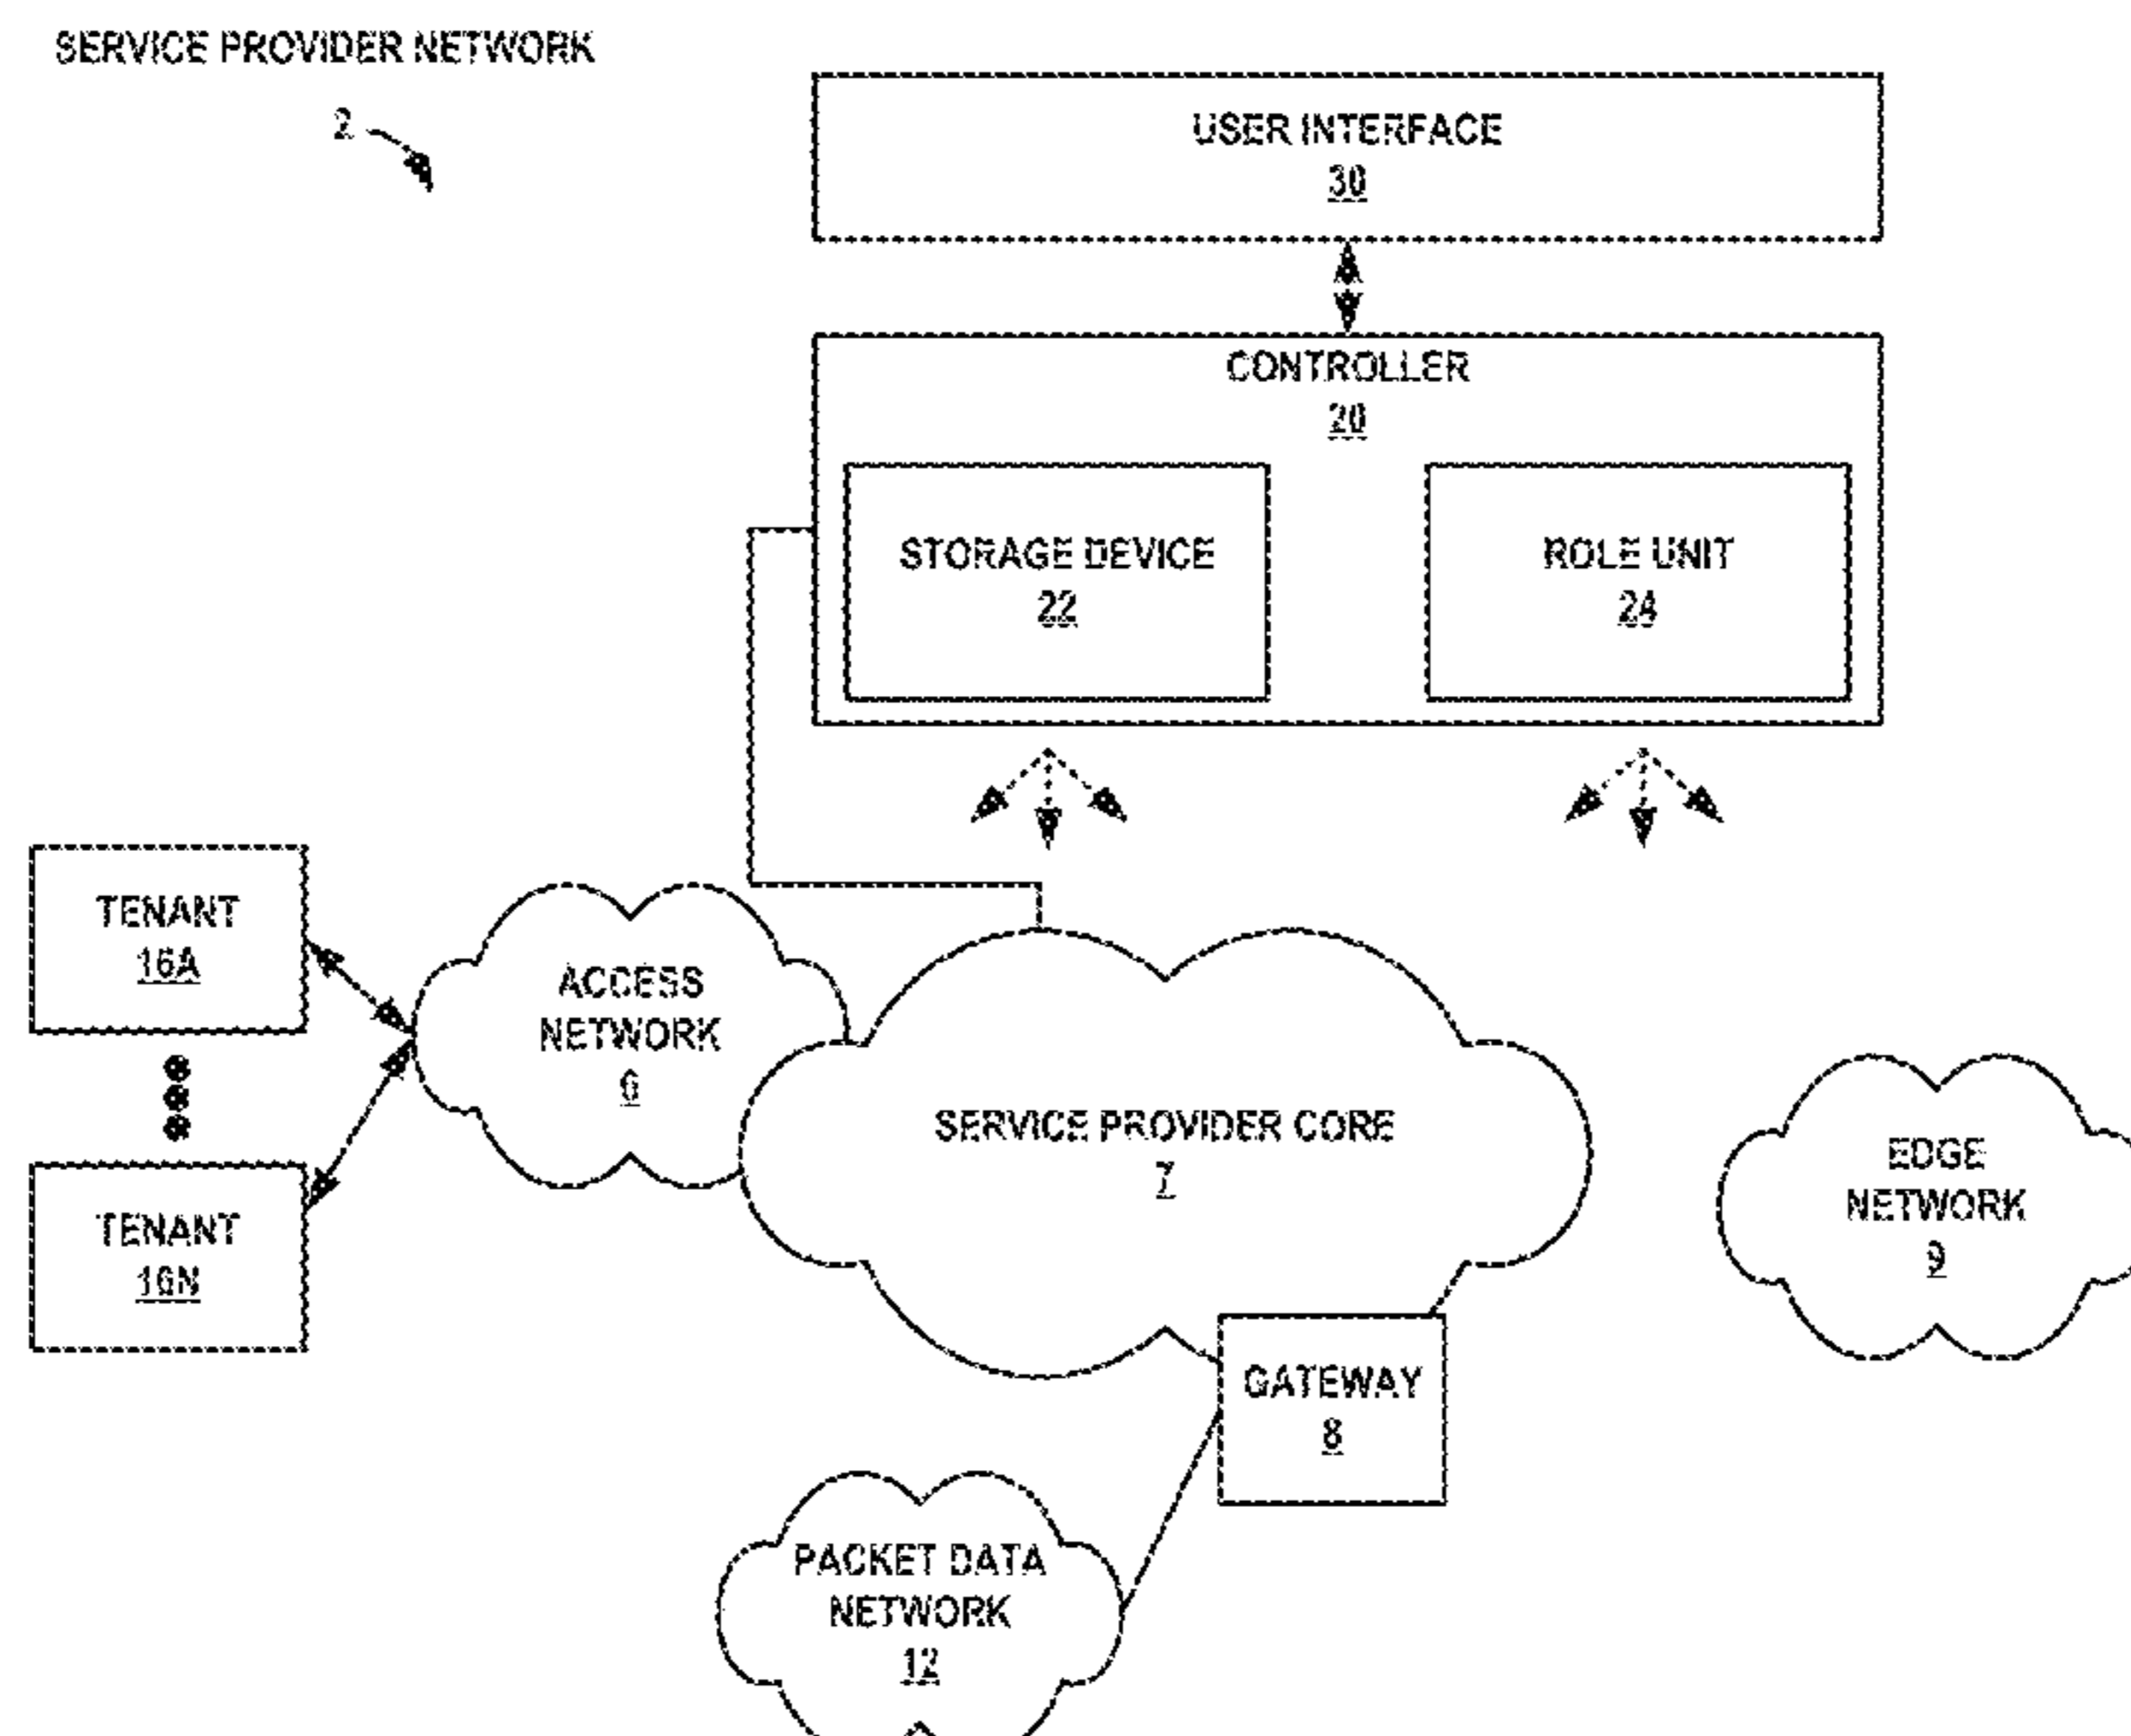 SERVICE PROVIDER NETWORK
2
USER INTERFACE
30
CONTROLLER
20
STORAGE DEVICE
22
ROLE UNIT
24
TENANT
16A
ACCESS
NETWORK
6
SERVICE PROVIDER CORE
7
EDGE
NETWORK
9
TENANT
16N
GATEWAY
8
PACKET DATA
NETWORK
12